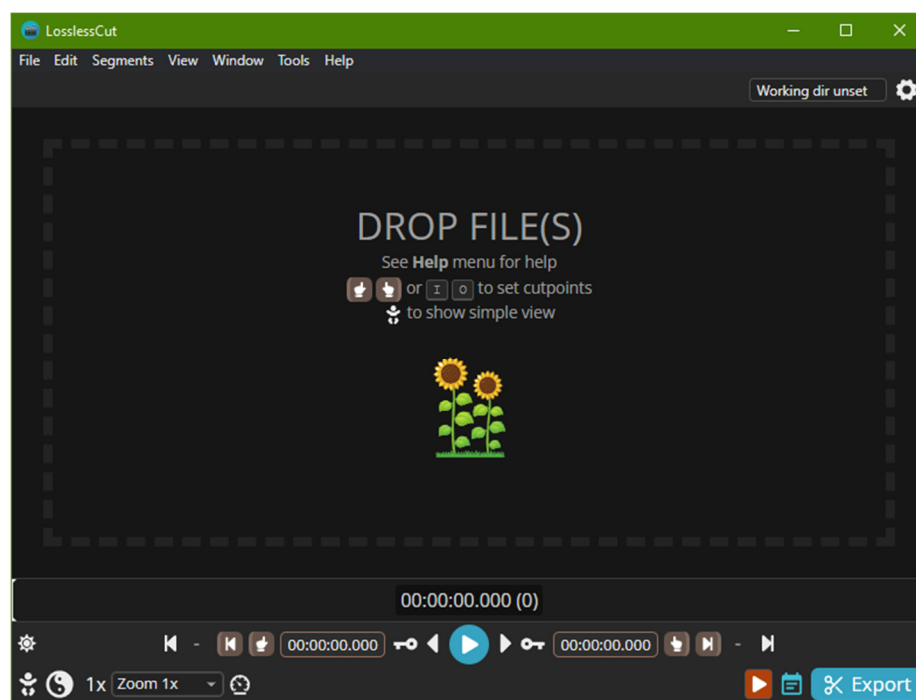 LosslessCut
File Edit Segments View Window Tools Help
Working dir unset
DROP FILE(S)
See Help menu for help
or I O to set cutpoints
to show simple view
00:00:00.000 (0)
- 00:00:00.000 00:00:00.000 -
1x Zoom 1x Export